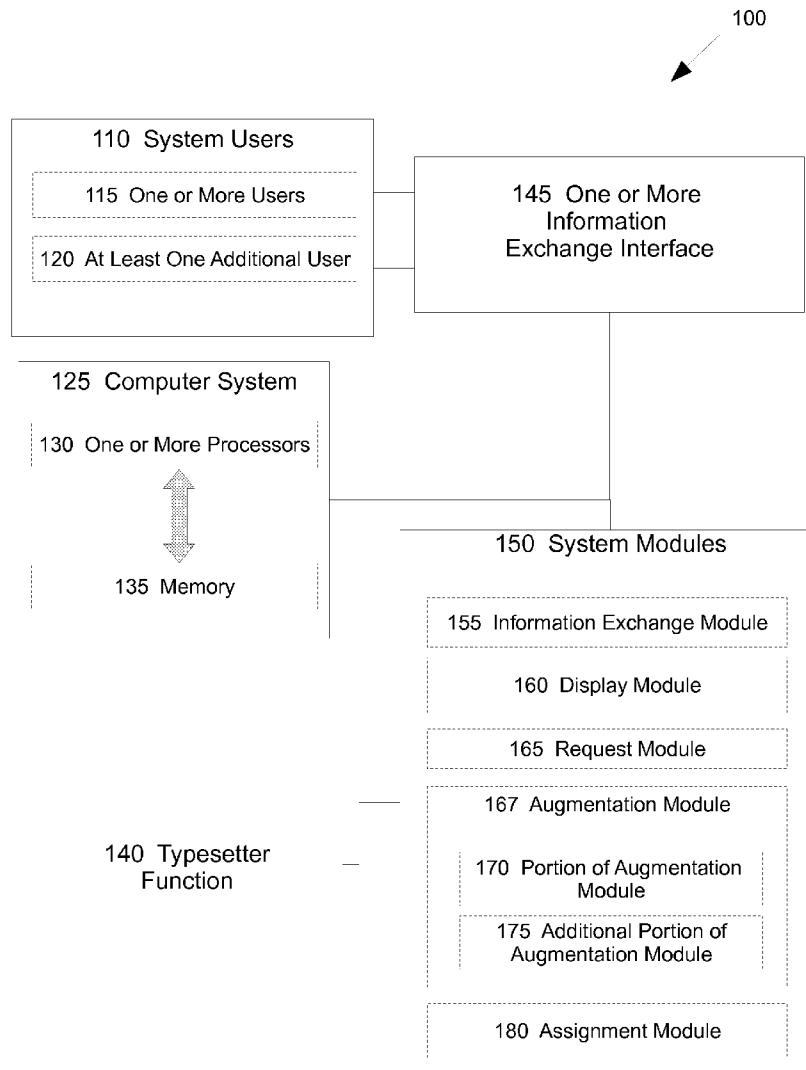 100
110 System Users
115 One or More Users
120 At Least One Additional User
145 One or More
Information
Exchange Interface
125 Computer System
130 One or More Processors
135 Memory
150 System Modules
155 Information Exchange Module
160 Display Module
165 Request Module
167 Augmentation Module
170 Portion of Augmentation
Module
175 Additional Portion of
Augmentation Module
180 Assignment Module
140 Typesetter
Function